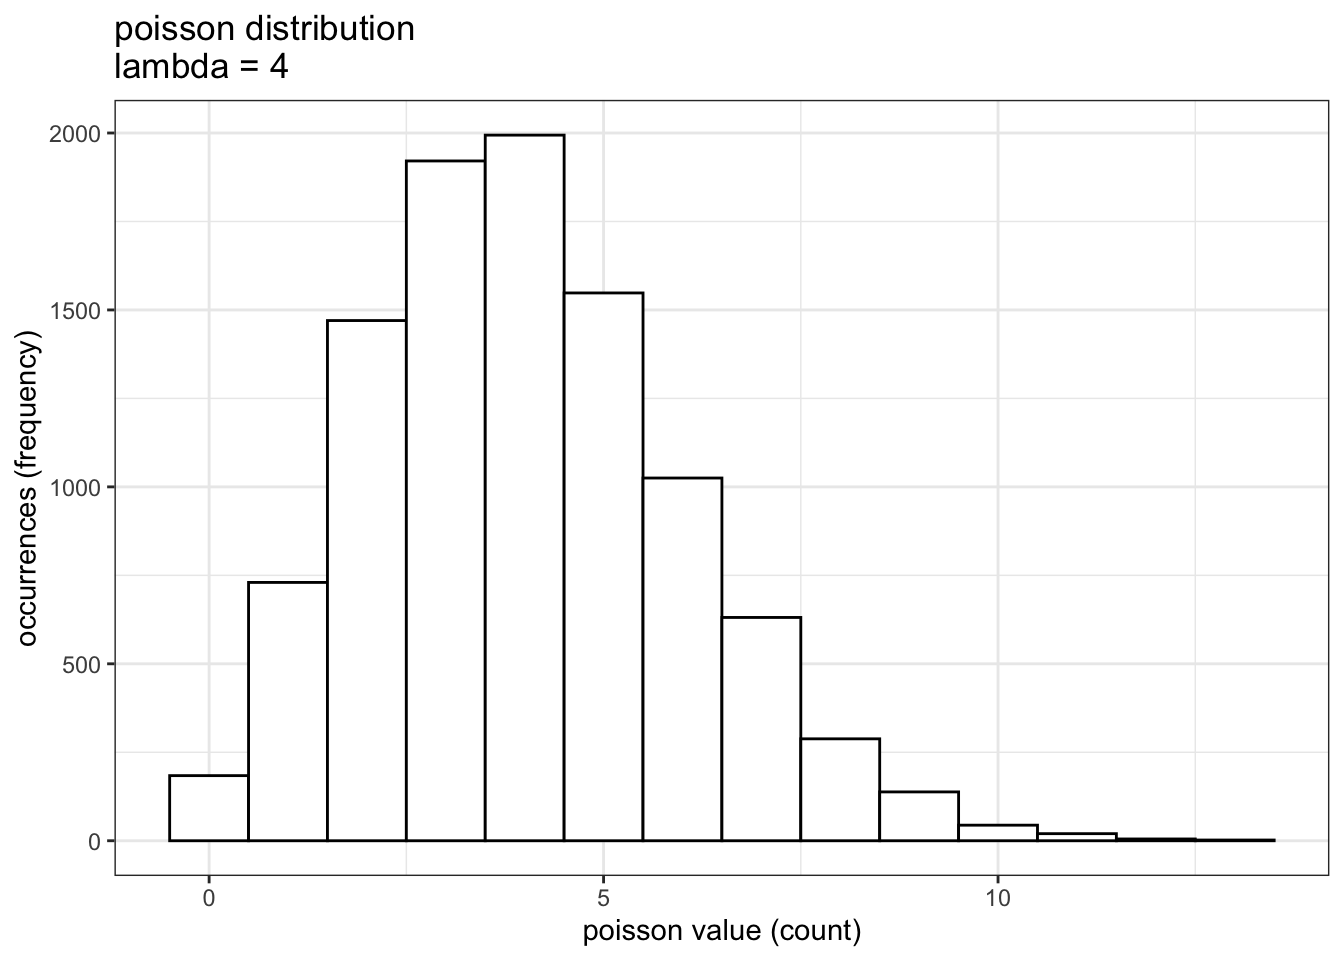 poisson distribution
lambda = 4
2000
1500
1000
500
0
occurrences (frequency)
0
5
10
poisson value (count)